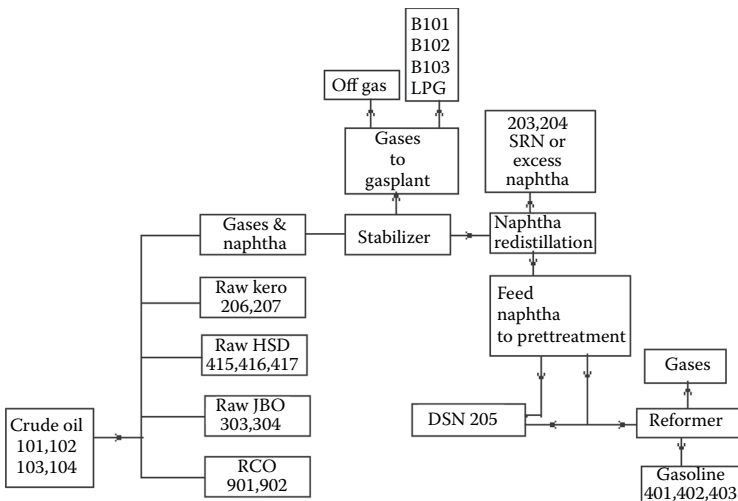 B101
B102
B103
LPG
Off gas
Gases
to
gasplant
203,204
SRN or
excess
naphtha
Gases &
naphtha
Stabilizer
Naphtha
redistillation
Raw kero
206,207
Feed
naphtha
to prettreatment
Raw HSD
415,416,417
Gases
Raw JBO
303,304
DSN 205
Reformer
Crude oil
101,102
103,104
RCO
901,902
Gasoline
401,402,403